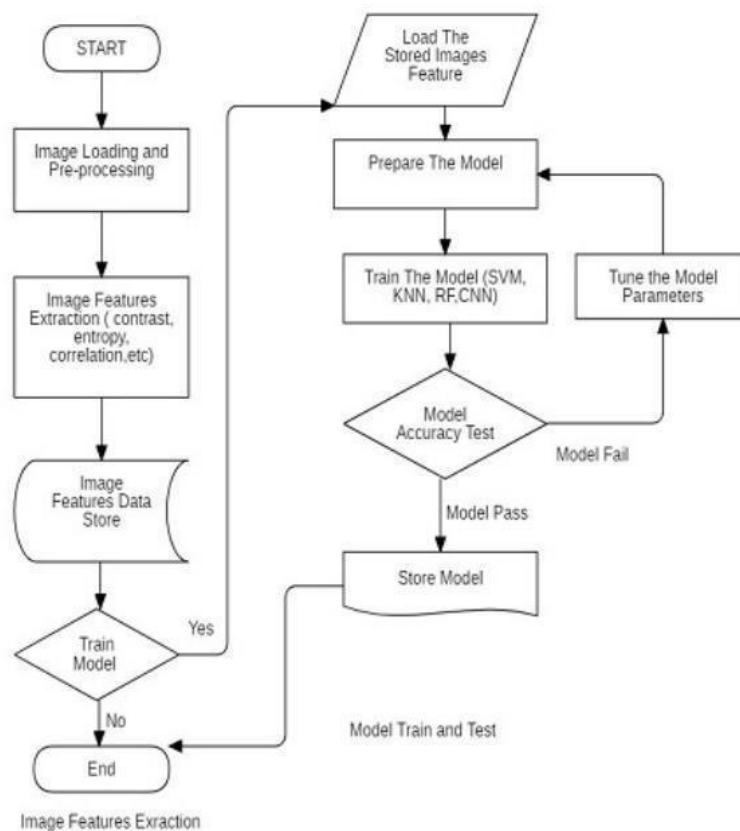 START
Image Loading and
Pre-processing
Image Features
Extraction ( contrast,
entropy,
correlation,etc)
Image
Features Data
Store
Train
Model
Yes
No
End
Image Features Exraction
Load The
Stored Images
Feature
Prepare The Model
Train The Model (SVM,
KNN, RF,CNN)
Tune the Model
Parameters
Model
Accuracy Test
Model Fail
Model Pass
Store Model
Model Train and Test